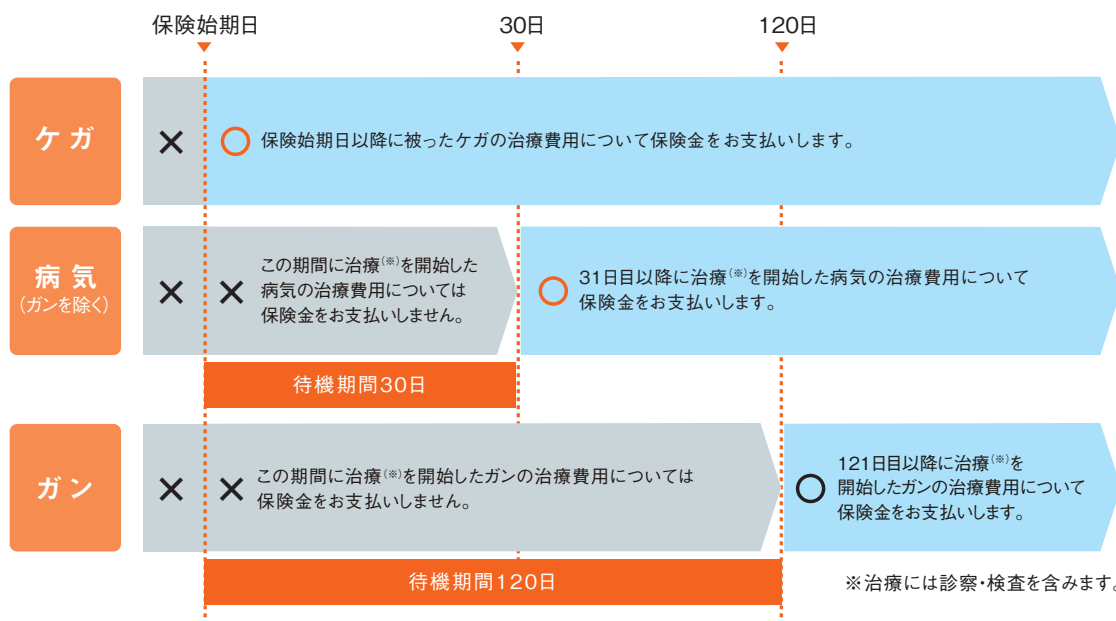 保険始期日 30日 120日
ケガ
× ○ 保険始期日以降に被ったケガの治療費用について保険金をお支払いします。
病気
(ガンを除く)
× × この期間に治療(※)を開始した
病気の治療費用については
保険金をお支払いしません。
○ 31日目以降に治療(※)を開始した病気の治療費用について
保険金をお支払いします。
待機期間30日
ガン
× × この期間に治療(※)を開始したガンの治療費用については
保険金をお支払いしません。
○ 121日目以降に治療(※)を
開始したガンの治療費用について
保険金をお支払いします。
待機期間120日
※治療には診察・検査を含みます。